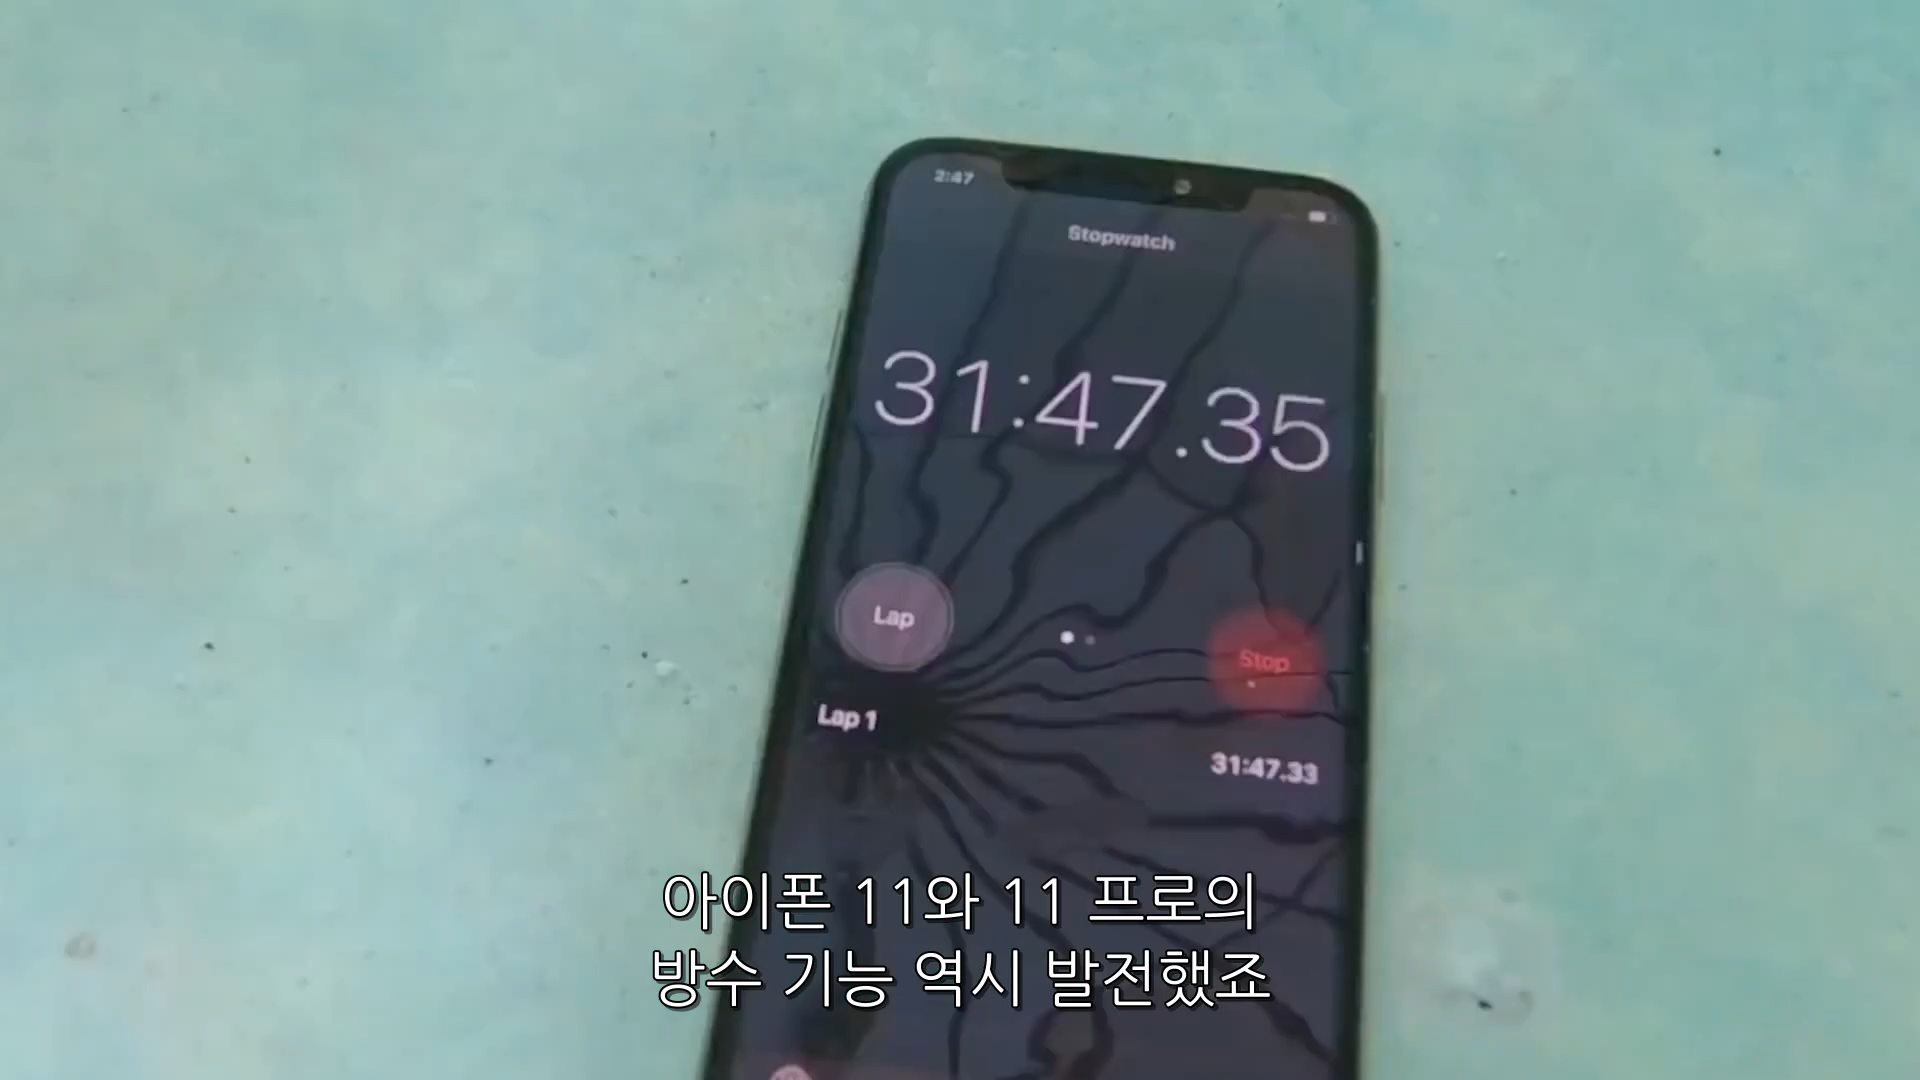 2:47
Stopwatch
31:47.35
Lap
Stop
Lap 1
31:47.33
아이폰 11와 11 프로의
방수 기능 역시 발전했죠